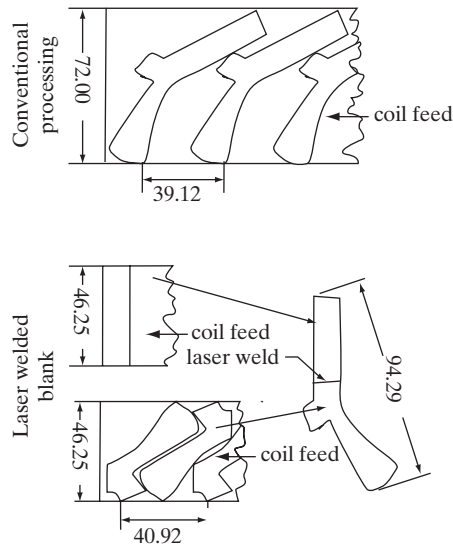 Conventional
processing
72.00
coil feed
39.12
Laser welded
blank
46.25
coil feed
laser weld
94.29
46.25
coil feed
40.92